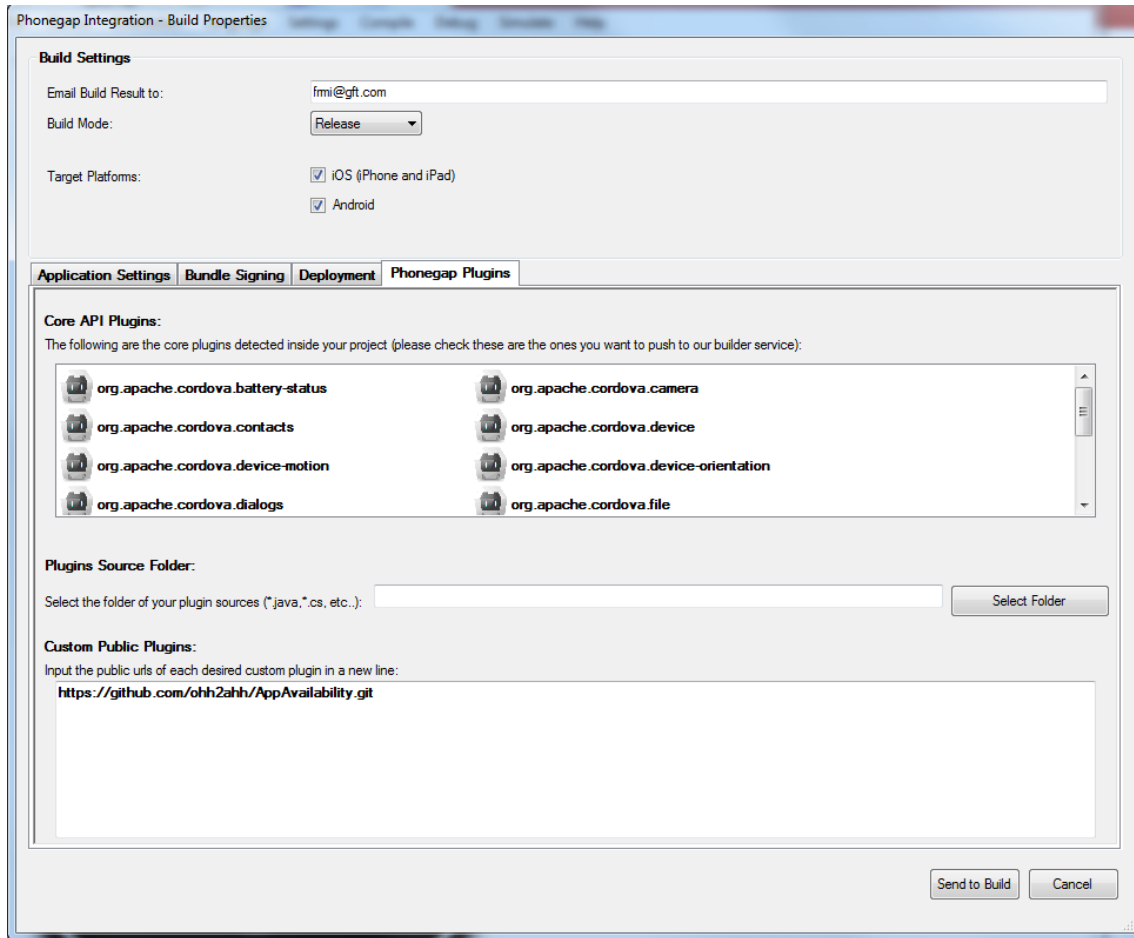 Phonegap Integration - Build Properties
Settings Compile Debug Simulate Help
Build Settings
Email Build Result to: frmi@gft.com
Build Mode: Release
Target Platforms: iOS (iPhone and iPad)
Android
Application Settings Bundle Signing Deployment Phonegap Plugins
Core API Plugins:
The following are the core plugins detected inside your project (please check these are the ones you want to push to our builder service):
org.apache.cordova.battery-status org.apache.cordova.camera
org.apache.cordova.contacts org.apache.cordova.device
org.apache.cordova.device-motion org.apache.cordova.device-orientation
org.apache.cordova.dialogs org.apache.cordova.file
Plugins Source Folder:
Select the folder of your plugin sources (*.java,*.cs, etc..): Select Folder
Custom Public Plugins:
Input the public urls of each desired custom plugin in a new line:
https://github.com/ohh2ahh/AppAvailability.git
Send to Build Cancel